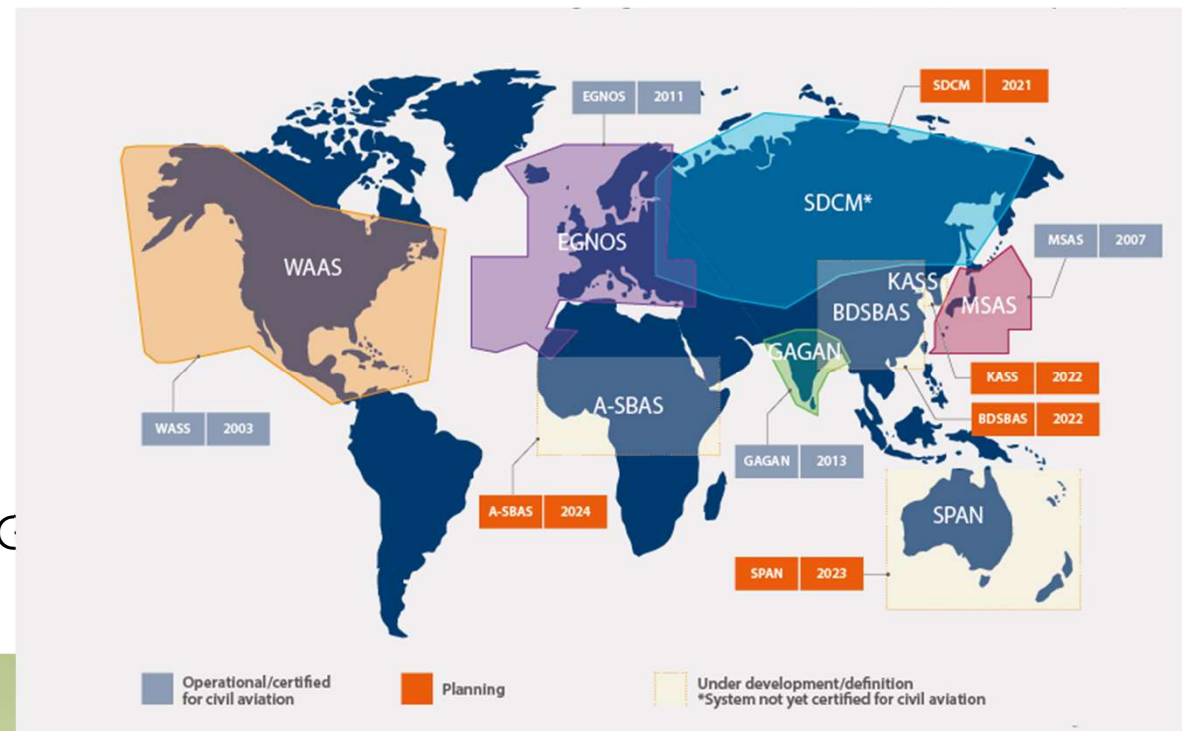 EGNOS 2011
SDCM 2021
SDCM*
MSAS 2007
EGNOS
WAAS
KASS
MSAS
BDSBAS
GAGAN
KASS 2022
A-SBAS
BDSBAS 2022
WASS 2003
GAGAN 2013
A-SBAS 2024
SPAN
G
SPAN 2023
Operational/certified
for civil aviation
Planning
Under development/definition
*System not yet certified for civil aviation